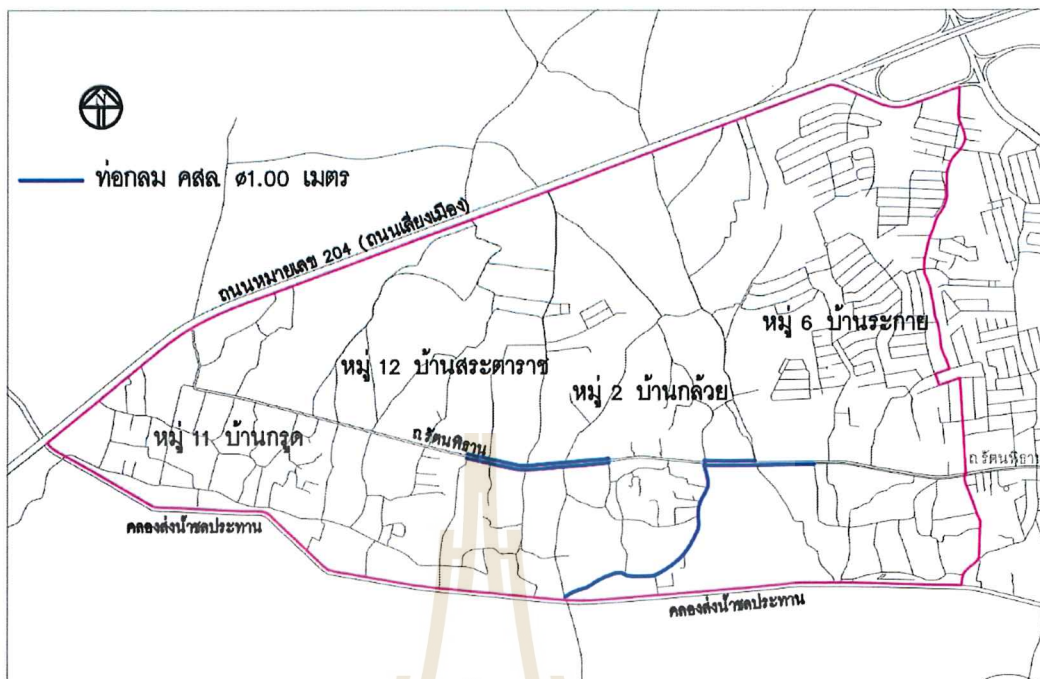 N
ท่อกลม คสล. ø1.00 เมตร
ถนนหมายเลข 204 (ถนนเลี่ยงเมือง)
หมู่ 6 บ้านระกาย
หมู่ 12 บ้านสระตาราช
หมู่ 2 บ้านกล้วย
หมู่ 11 บ้านกรูด
ถ.รัตนพิธาน
ถ.รัตนพิธาน
คลองส่งน้ำชลประทาน
คลองส่งน้ำชลประทาน